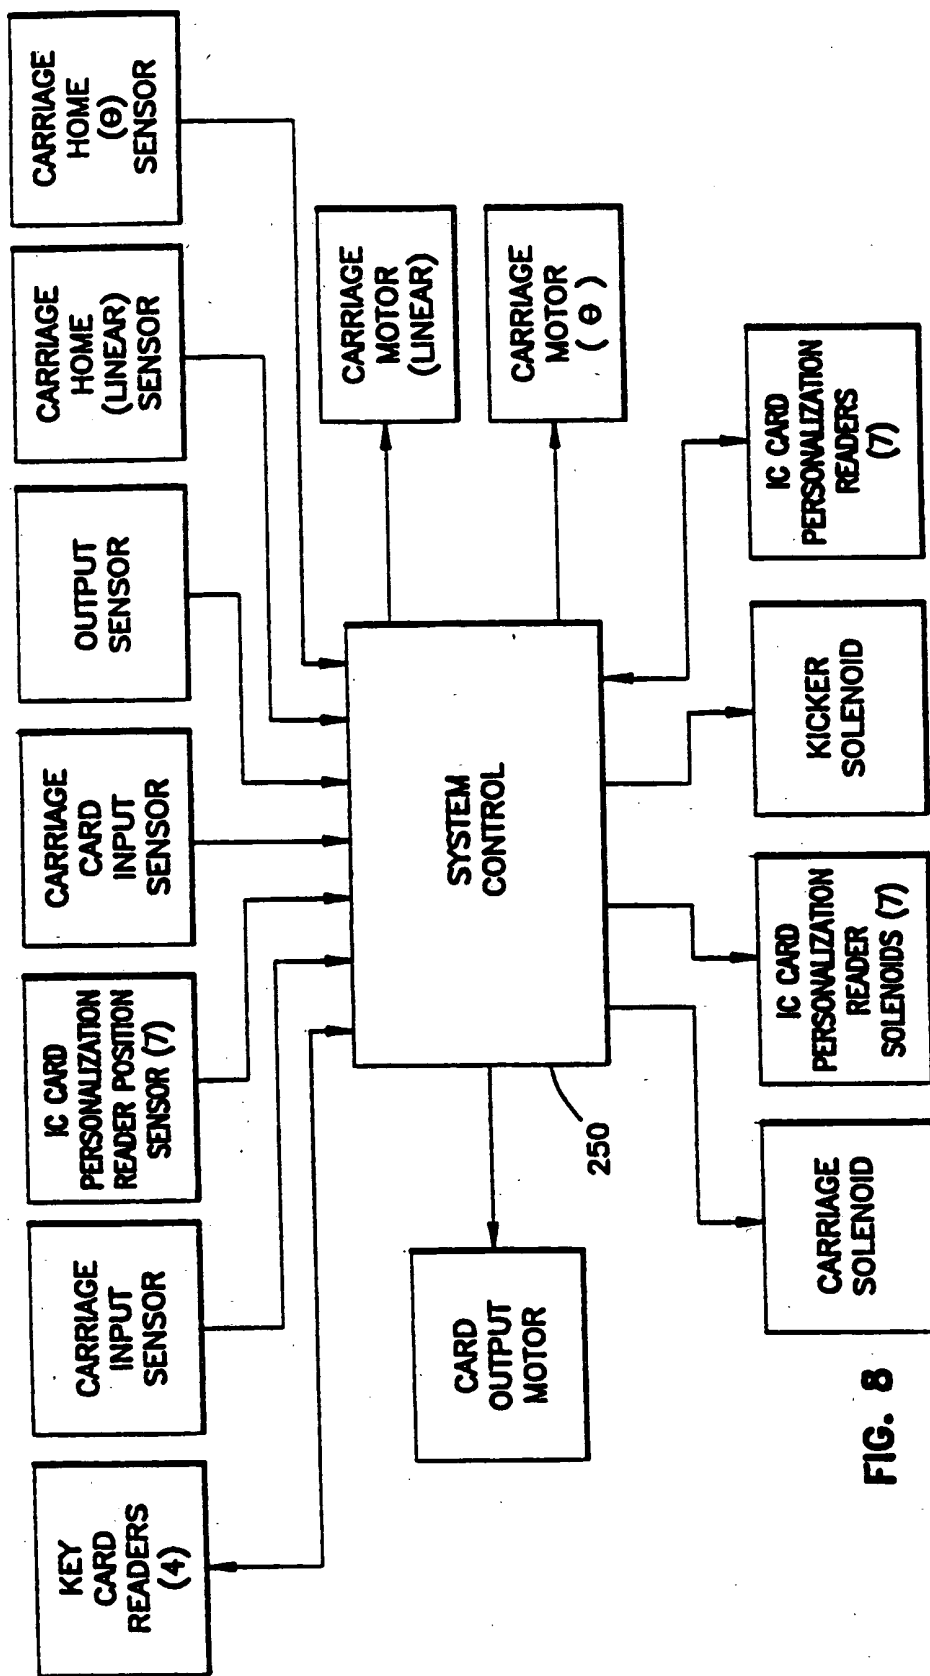 KEY
CARD
READERS
(4)
CARRIAGE
INPUT
SENSOR
IC CARD
PERSONALIZATION
READER POSITION
SENSOR (7)
CARRIAGE
CARD
INPUT
SENSOR
OUTPUT
SENSOR
CARRIAGE
HOME
(LINEAR)
SENSOR
CARRIAGE
HOME
(θ)
SENSOR
CARD
OUTPUT
MOTOR
SYSTEM
CONTROL
250
CARRIAGE
MOTOR
(LINEAR)
CARRIAGE
MOTOR
( θ )
CARRIAGE
SOLENOID
IC CARD
PERSONALIZATION
READER
SOLENOIDS (7)
KICKER
SOLENOID
IC CARD
PERSONALIZATION
READERS
(7)
FIG. 8